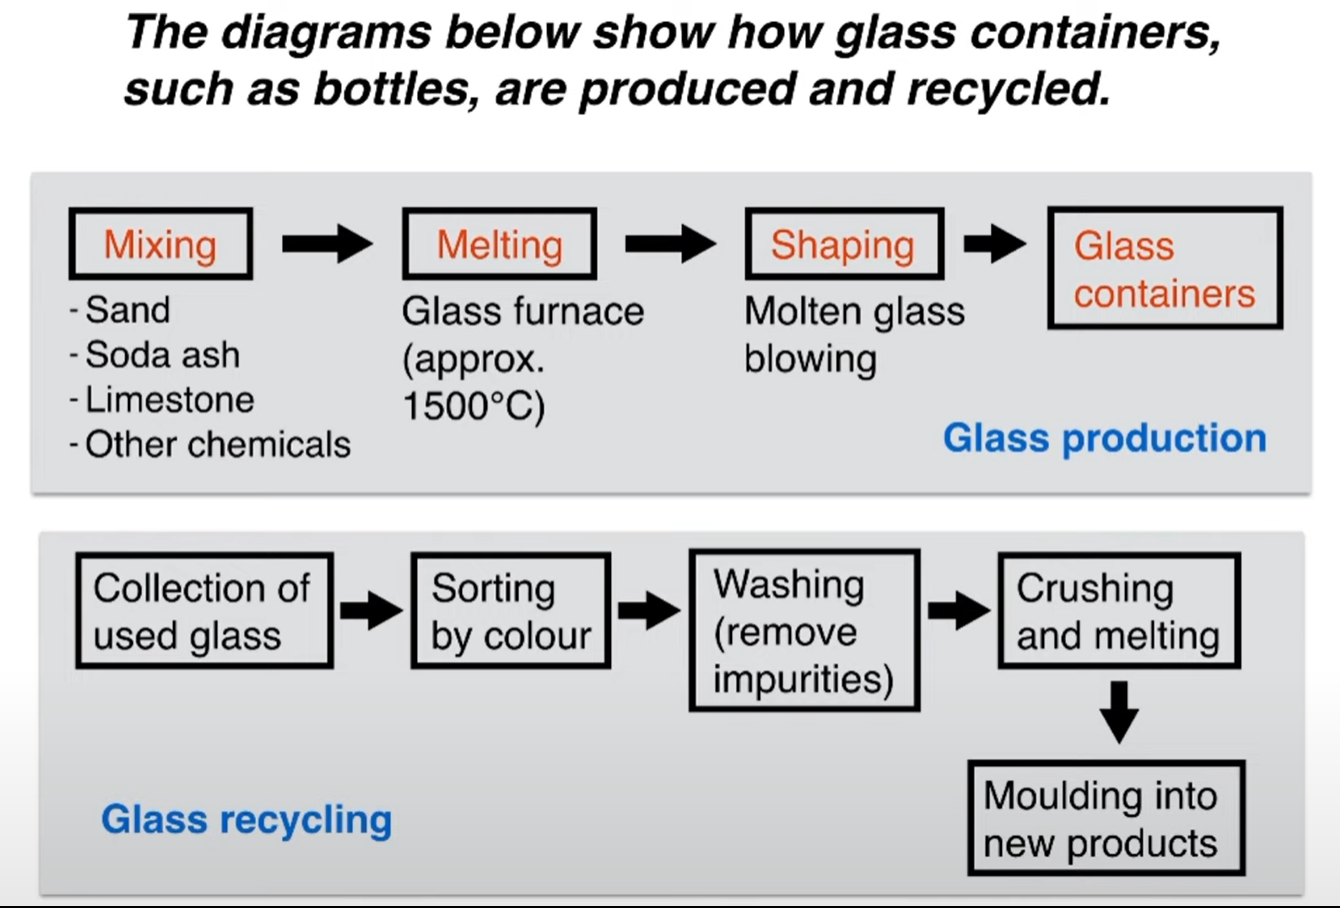 The diagrams below show how glass containers,
such as bottles, are produced and recycled.
Mixing
- Sand
- Soda ash
- Limestone
- Other chemicals
Melting
Glass furnace
(approx.
1500°C)
Shaping
Molten glass
blowing
Glass
containers
Glass production
Collection of
used glass
Sorting
by colour
Washing
(remove
impurities)
Crushing
and melting
Moulding into
new products
Glass recycling